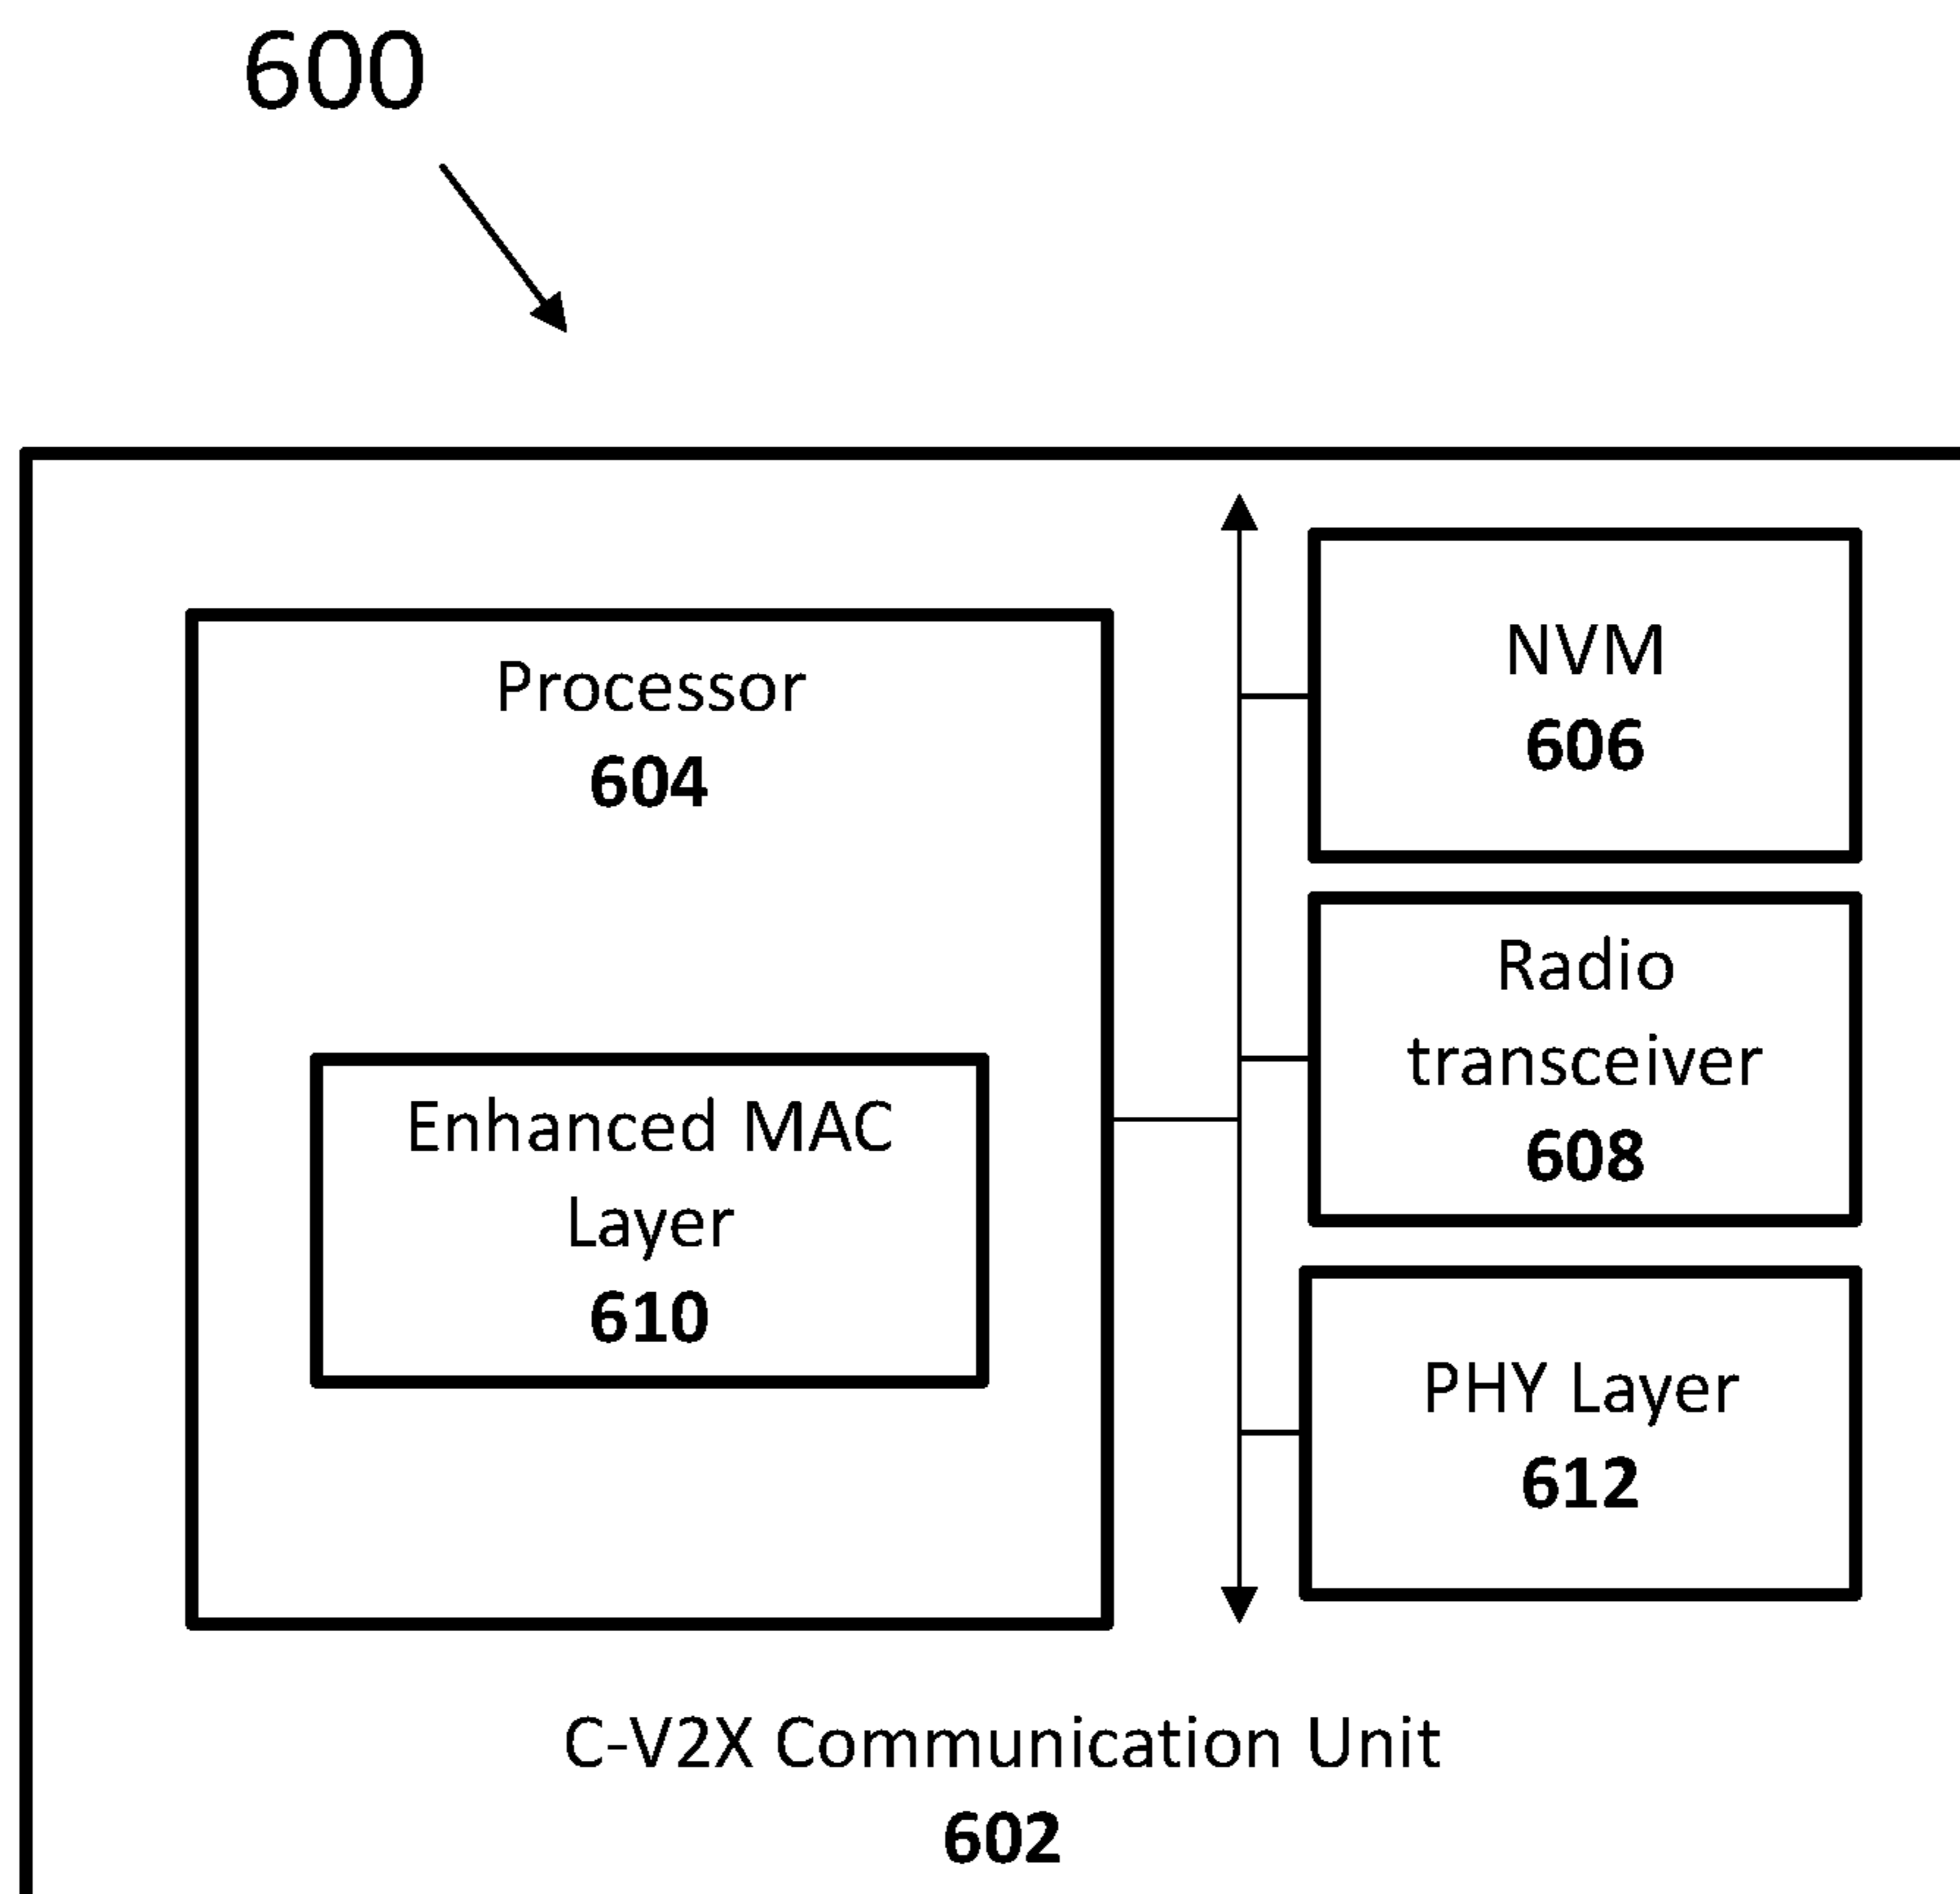 600
Processor
604
Enhanced MAC
Layer
610
NVM
606
Radio
transceiver
608
PHY Layer
612
C-V2X Communication Unit
602